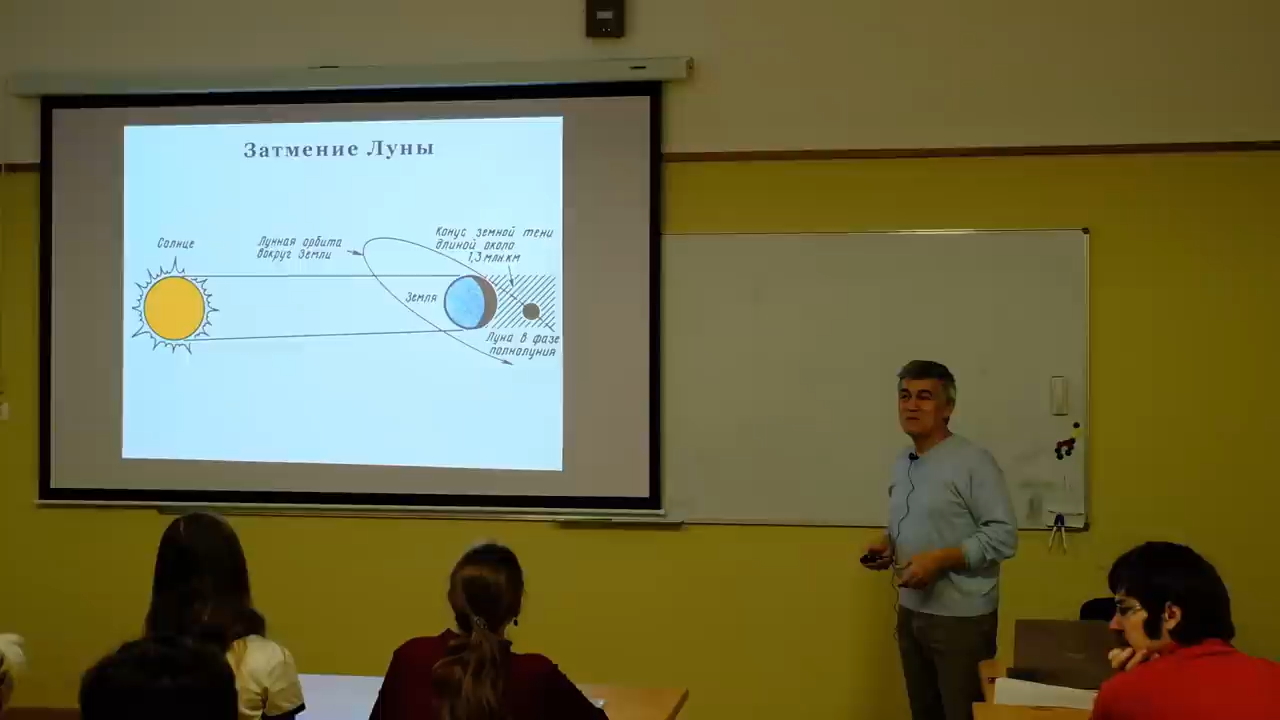 Затмение Луны
Солнце
Лунная орбита
вокруг Земли
Конус земной тени
длиной около
1,3 млн км
Земля
Луна в фазе
полнолуния